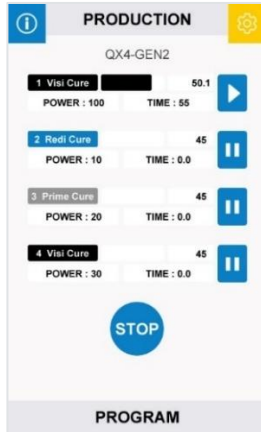 i PRODUCTION
QX4-GEN2
1 Visi Cure 50.1
POWER : 100 TIME : 55
2 Redi Cure 45
POWER : 10 TIME : 0.0
3 Prime Cure 45
POWER : 20 TIME : 0.0
4 Visi Cure 45
POWER : 30 TIME : 0.0
STOP
PROGRAM